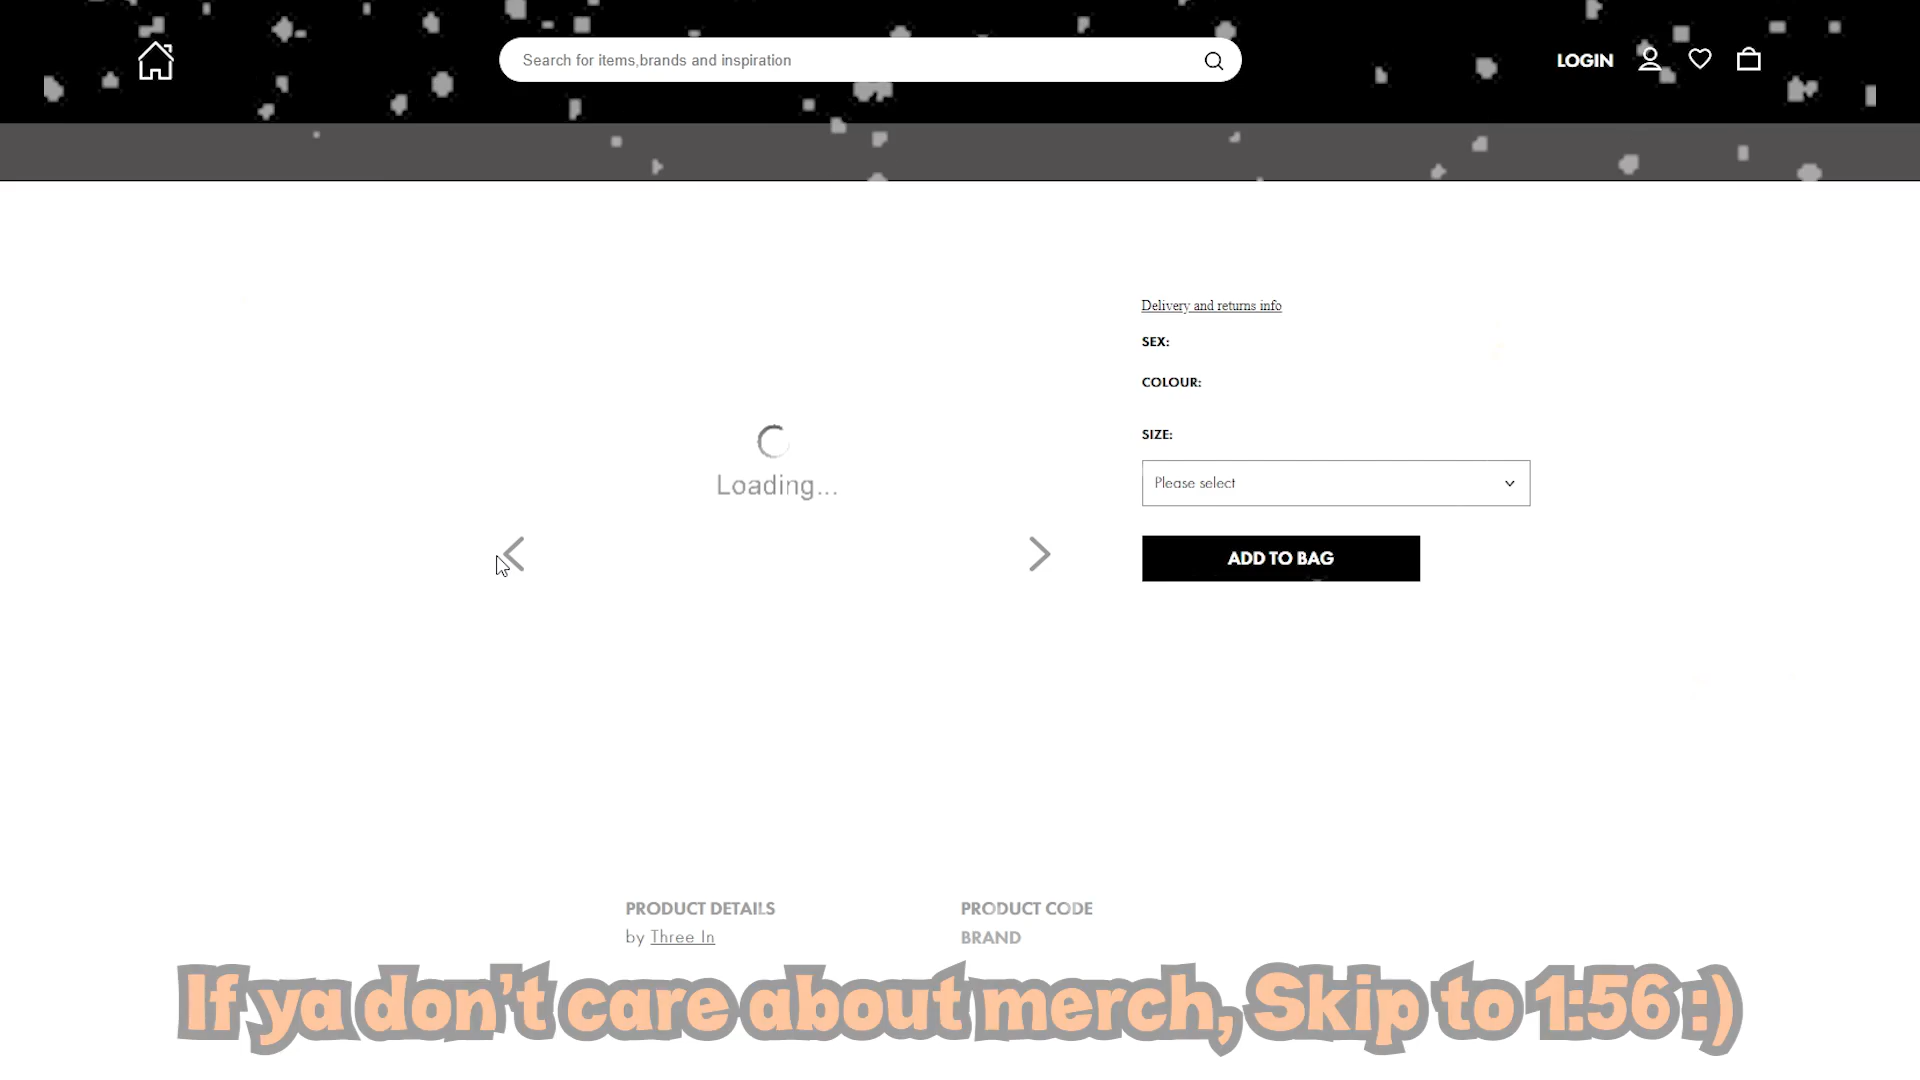 Search for items,brands and inspiration
LOGIN
Delivery and returns info
SEX:
COLOUR:
SIZE:
Please select
ADD TO BAG
Loading...
PRODUCT DETAILS
by Three In
PRODUCT CODE
BRAND
If ya don't care about merch, Skip to 1:56 :)